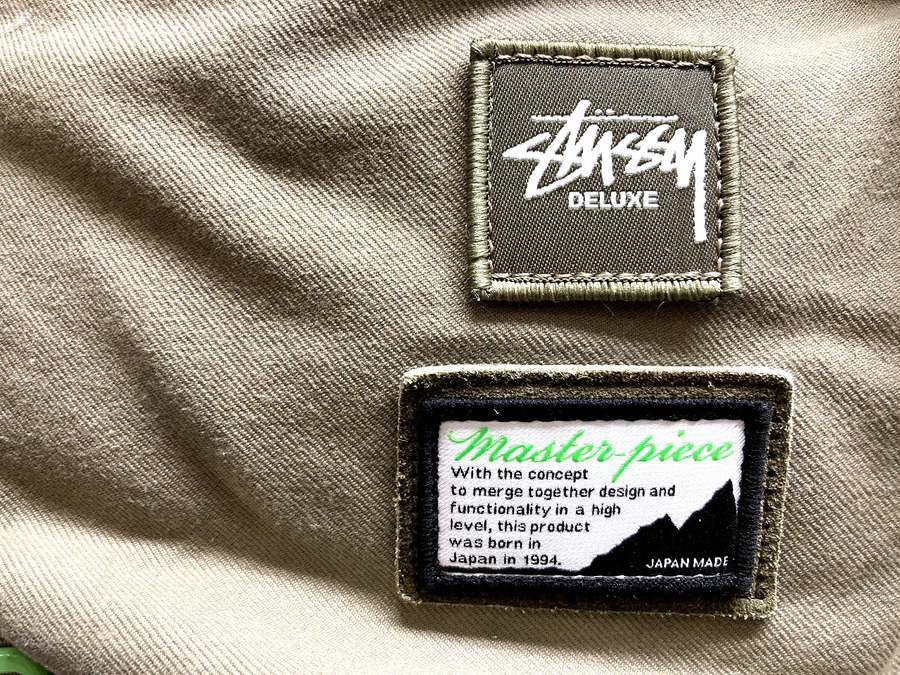 Stüssy
DELUXE
Master-piece
With the concept
to merge together design and
functionality in a high
level, this product
was born in
Japan in 1994.
JAPAN MADE